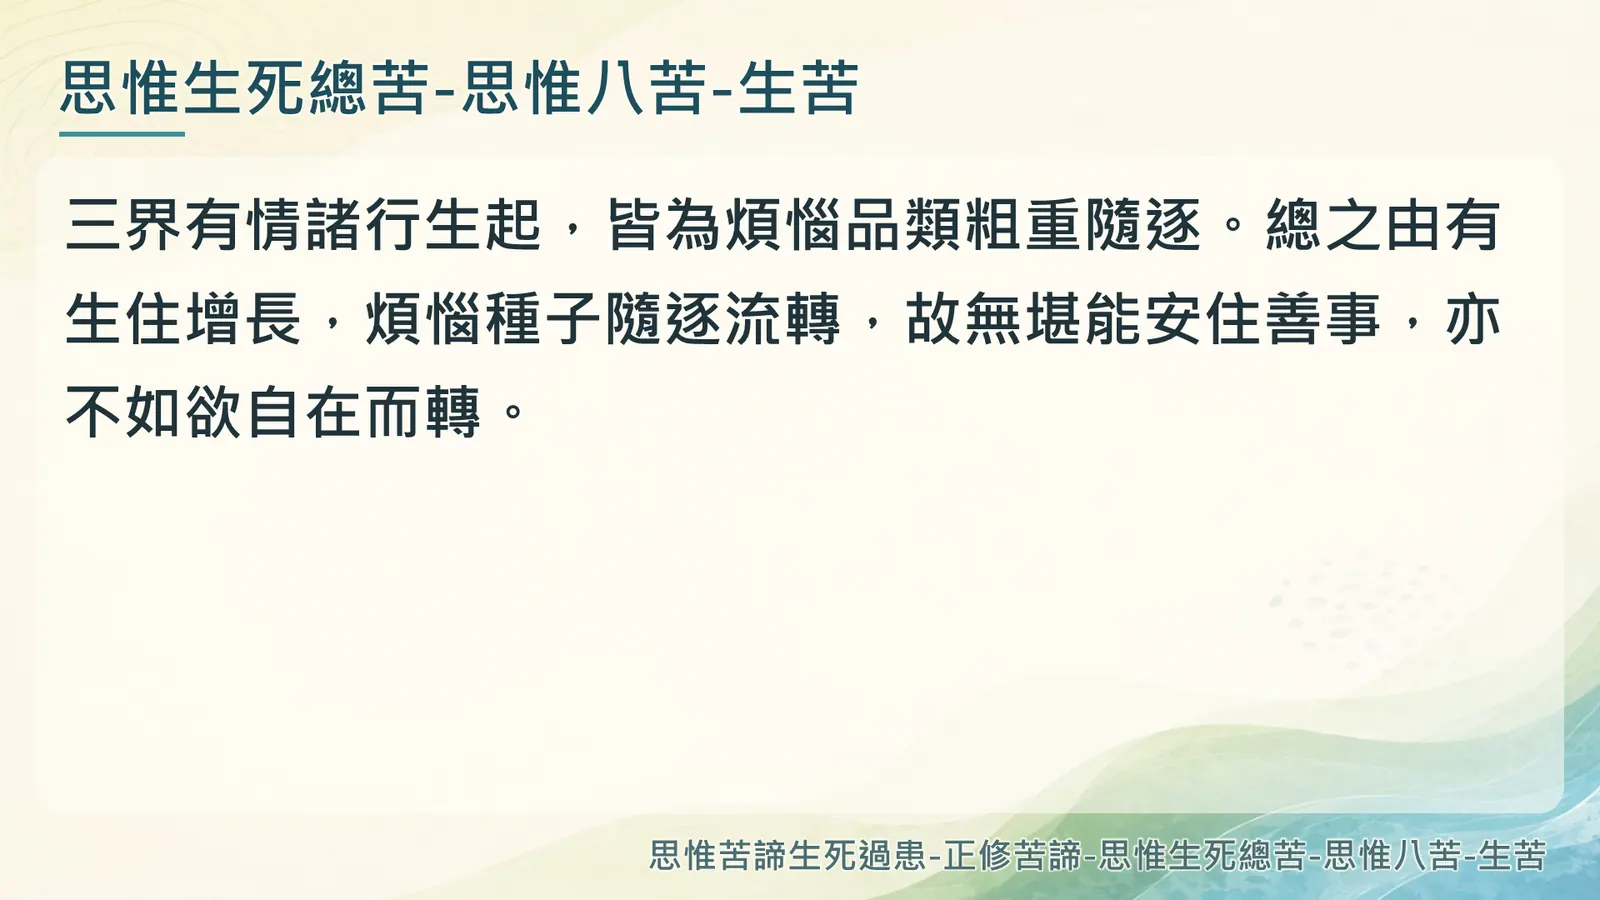 思惟生死總苦-思惟八苦-生苦
三界有情諸行生起，皆為煩惱品類粗重隨逐。總之由有
生住增長，煩惱種子隨逐流轉，故無堪能安住善事，亦
不如欲自在而轉。
思惟苦諦生死過患-正修苦諦-思惟生死總苦-思惟八苦-生苦